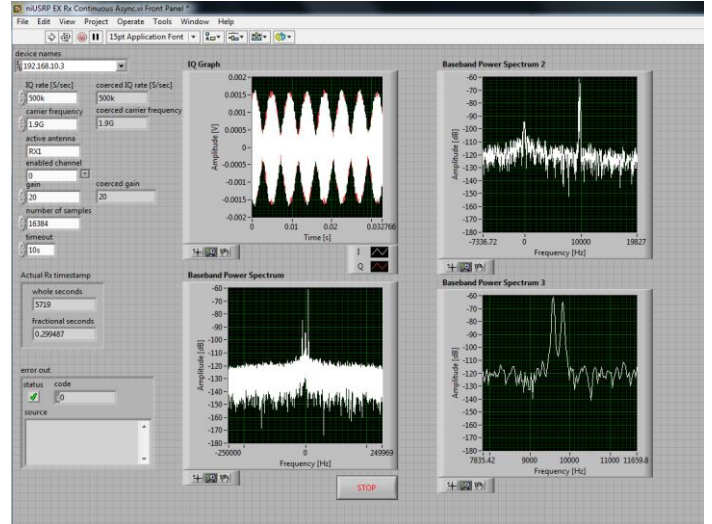 niUSRP EX Rx Continuous Async.vi Front Panel *
File Edit View Project Operate Tools Window Help
15pt Application Font
device names
192.168.10.3
IQ rate [S/sec] coerced IQ rate [S/sec]
500k 500k
carrier frequency coerced carrier frequency
1.9G 1.9G
active antenna
RX1
enabled channel
0
gain coerced gain
20 20
number of samples
16384
timeout
10s
Actual Rx timestamp
whole seconds
5719
fractional seconds
0.299487
error out
status code
0
source
IQ Graph
Amplitude [V]
0.002
0.0015
0.001
0.0005
0
-0.0005
-0.001
-0.0015
-0.002
0 0.01 0.02 0.032766
Time [s]
I
Q
Baseband Power Spectrum
Amplitude [dB]
-60
-70
-80
-90
-100
-110
-120
-130
-140
-150
-160
-170
-180
-250000 0 249969
Frequency [Hz]
STOP
Baseband Power Spectrum 2
Amplitude [dB]
-60
-70
-80
-90
-100
-110
-120
-130
-140
-150
-160
-170
-180
-7336.72 0 10000 19827
Frequency [Hz]
Baseband Power Spectrum 3
Amplitude [dB]
-60
-70
-80
-90
-100
-110
-120
-130
-140
-150
-160
-170
-180
7835.42 9000 10000 11000 11659.8
Frequency [Hz]